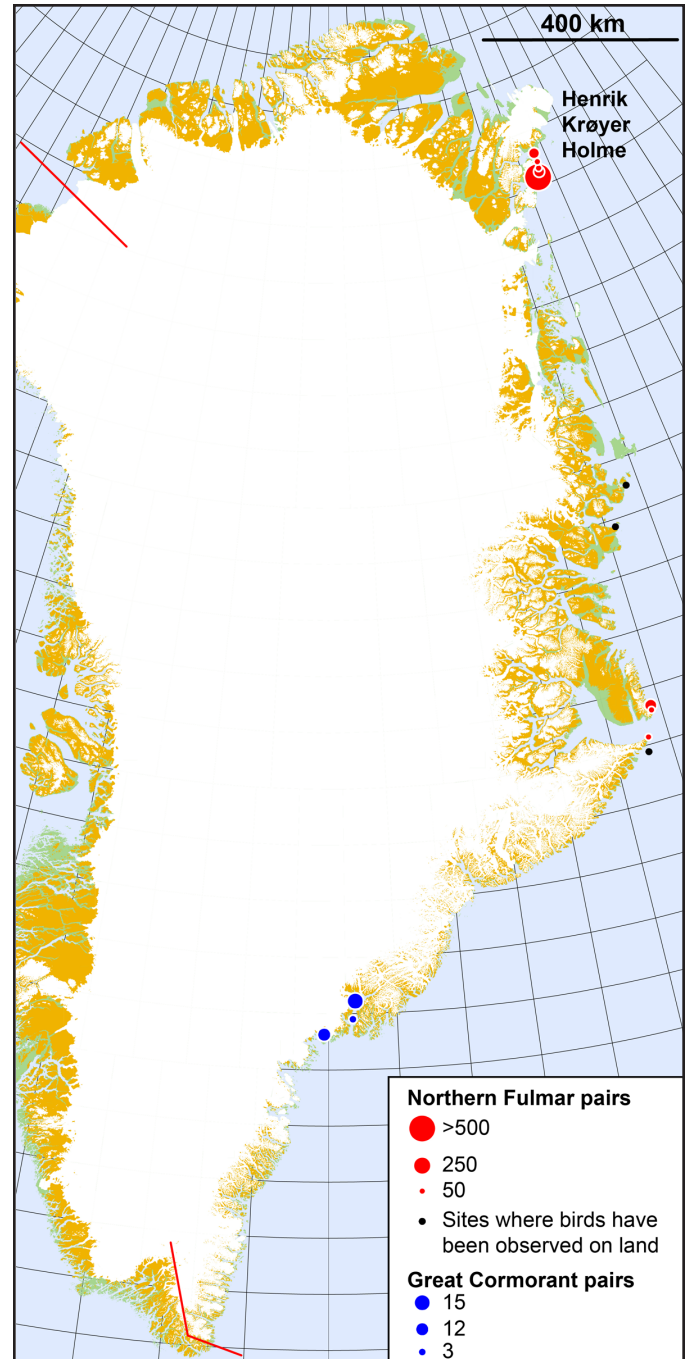 400 km
Henrik
Krøyer
Holme
Northern Fulmar pairs
>500
250
50
Sites where birds have
been observed on land
Great Cormorant pairs
15
12
3